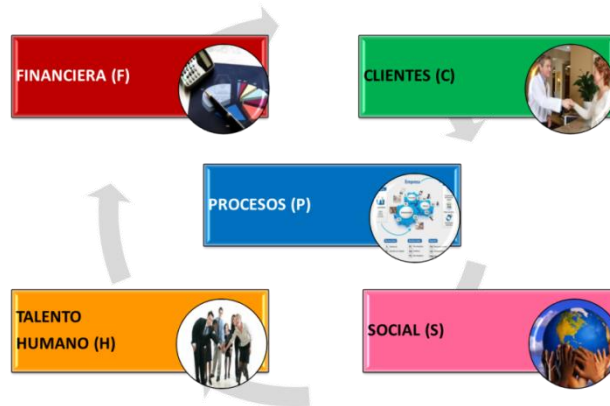 FINANCIERA (F)
CLIENTES (C)
PROCESOS (P)
TALENTO
HUMANO (H)
SOCIAL (S)